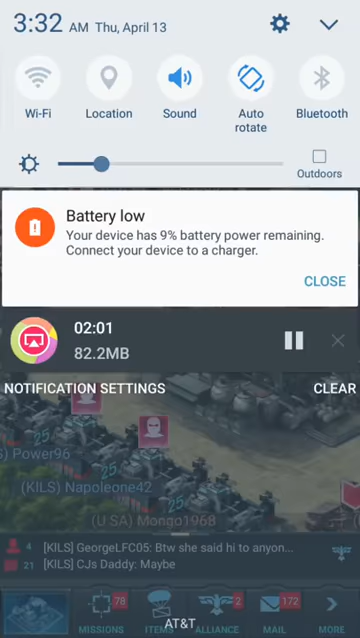 3:32 AM Thu, April 13
Wi-Fi
Location
Sound
Auto rotate
Bluetooth
Outdoors
Battery low
Your device has 9% battery power remaining.
Connect your device to a charger.
CLOSE
02:01
82.2MB
NOTIFICATION SETTINGS
CLEAR
25
S) Power96
25
(KILS) Napoleone42
25
(U SA) Mongo1968
4 [KILS] GeorgeLFC05: Btw she said hi to anyon...
21 [KILS] CJs Daddy: Maybe
78
2
172
MISSIONS
ITEMS
ALLIANCE
MAIL
MORE
AT&T